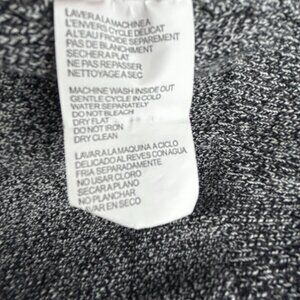 LAVER A LA MACHINE A
L'ENVERS CYCLE DELICAT
A L'EAU FROIDE SEPAREMENT
PAS DE BLANCHIMENT
SECHER A PLAT
NE PAS REPASSER
NETTOYAGE A SEC
MACHINE WASH INSIDE OUT
GENTLE CYCLE IN COLD
WATER SEPARATELY
DO NOT BLEACH
DRY FLAT
DO NOT IRON
DRY CLEAN
LAVAR A LA MAQUINA A CICLO
DELICADO AL REVES CON AGUA
FRIA SEPARADAMENTE
NO USAR CLORO
SECAR A PLANO
NO PLANCHAR
LAVAR EN SECO